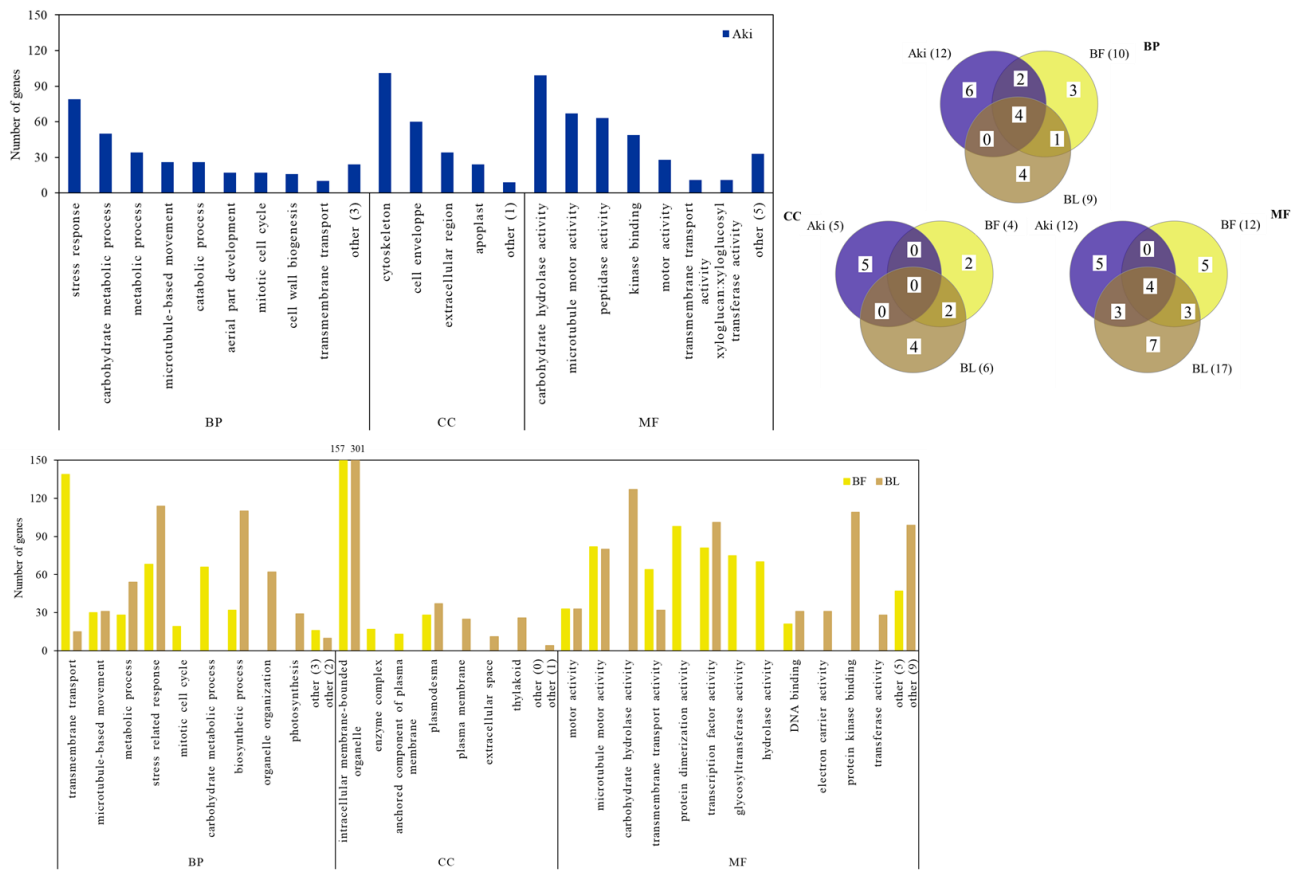 150
120
90
60
30
0
Number of genes
Aki
stress response
carbohydrate metabolic process
metabolic process
microtubule-based movement
catabolic process
aerial part development
mitotic cell cycle
cell wall biogenesis
transmembrane transport
other (3)
cytoskeleton
cell enveloppe
extracellular region
apoplast
other (1)
carbohydrate hydrolase activity
microtubule motor activity
peptidase activity
kinase binding
motor activity
transmembrane transport
activity
xyloglucan:xyloglucosyl
transferase activity
other (5)
BP
CC
MF
BP
Aki (12)
BF (10)
2
6
3
4
0
1
4
BL (9)
CC
Aki (5)
BF (4)
0
5
2
0
0
2
4
BL (6)
MF
Aki (12)
BF (12)
0
5
5
4
3
3
7
BL (17)
157 301
150
120
90
60
30
0
Number of genes
BF
BL
transmembrane transport
microtubule-based movement
metabolic process
stress related response
mitotic cell cycle
carbohydrate metabolic process
biosynthetic process
organelle organization
photosynthesis
other (3)
other (2)
intracellular membrane-bounded
organelle
enzyme complex
anchored component of plasma
membrane
plasmodesma
plasma membrane
extracellular space
thylakoid
other (0)
other (1)
motor activity
microtubule motor activity
carbohydrate hydrolase activity
transmembrane transport activity
protein dimerization activity
transcription factor activity
glycosyltransferase activity
hydrolase activity
DNA binding
electron carrier activity
protein kinase binding
transferase activity
other (5)
other (9)
BP
CC
MF